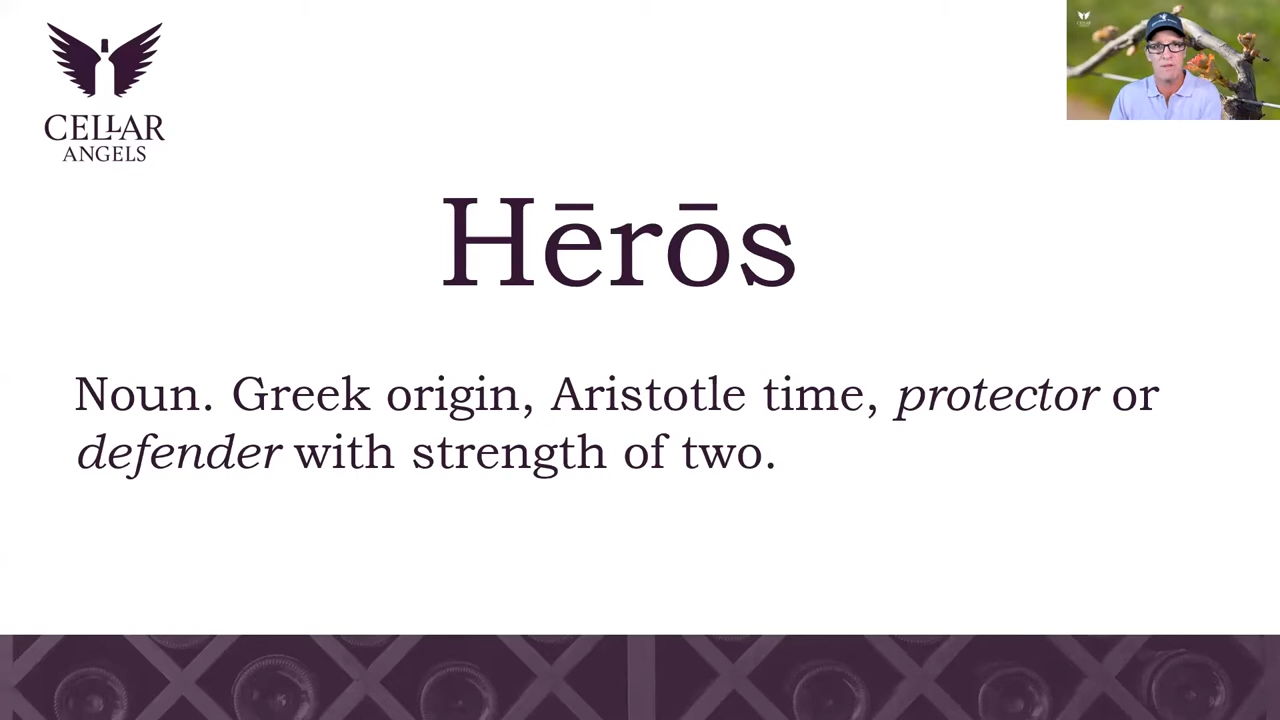 CELLAR
ANGELS
Hērōs
Noun. Greek origin, Aristotle time, protector or
defender with strength of two.